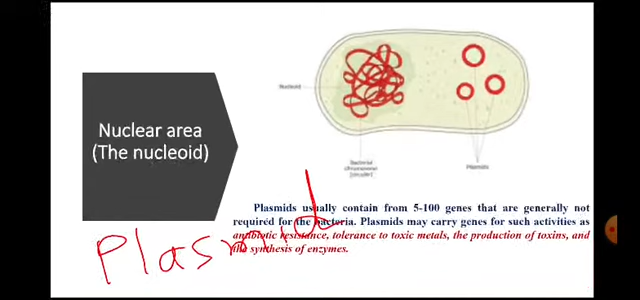 Nuclear area
(The nucleoid)
Nucleoid
Bacterial
chromosome
(circular)
Plasmids
Plasmids usually contain from 5-100 genes that are generally not
required for the bacteria. Plasmids may carry genes for such activities as
antibiotic resistance, tolerance to toxic metals, the production of toxins, and
the synthesis of enzymes.
Plasmid